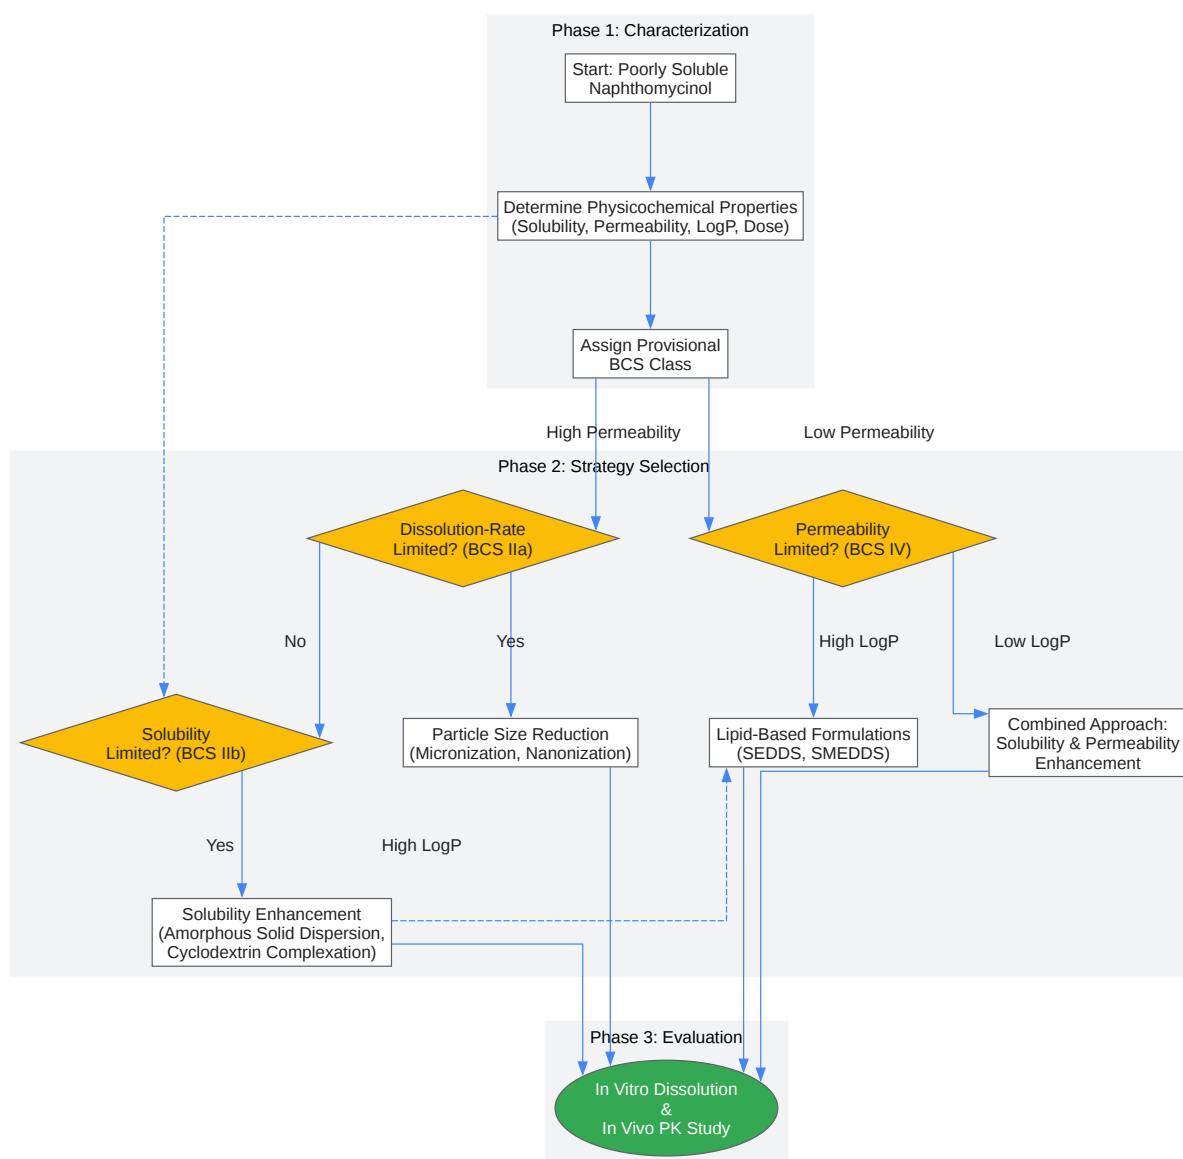 Phase 1: Characterization
Start: Poorly Soluble
Naphthomycinol
Determine Physicochemical Properties
(Solubility, Permeability, LogP, Dose)
Assign Provisional
BCS Class
High Permeability
Low Permeability
Phase 2: Strategy Selection
Dissolution-Rate
Limited? (BCS IIa)
Permeability
Limited? (BCS IV)
No
Yes
High LogP
Low LogP
Solubility
Limited? (BCS IIb)
Particle Size Reduction
(Micronization, Nanonization)
Lipid-Based Formulations
(SEDDS, SMEDDS)
Combined Approach:
Solubility & Permeability
Enhancement
Yes
High LogP
Solubility Enhancement
(Amorphous Solid Dispersion,
Cyclodextrin Complexation)
Phase 3: Evaluation
In Vitro Dissolution
&
In Vivo PK Study